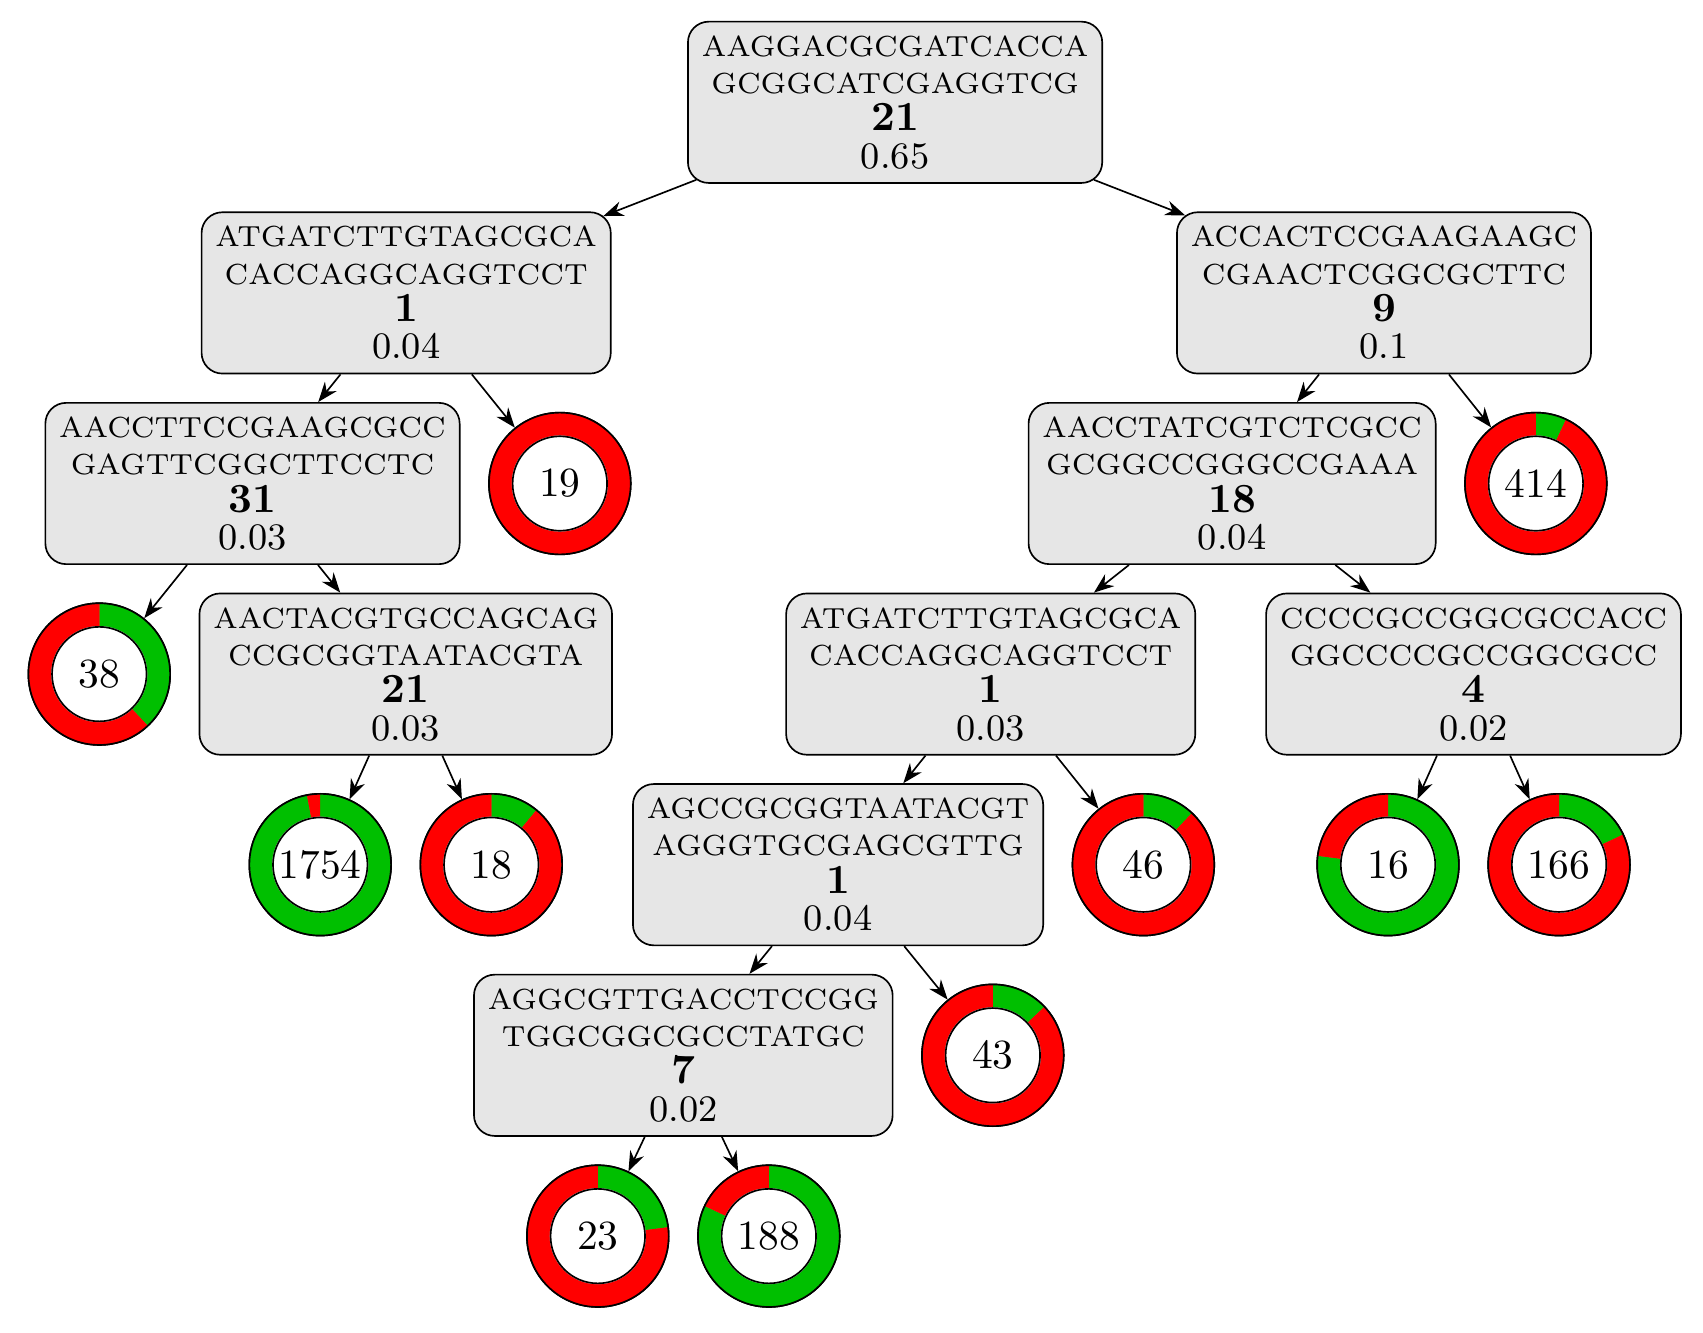 AAGGACGCGATCACCA
GCGGCATCGAGGTCG
21
0.65
ATGATCTTGTAGCGCA
CACCAGGCAGGTCCT
1
0.04
ACCACTCCGAAGAAGC
CGAACTCGGCGCTTC
9
0.1
AACCTTCCGAAGCGCC
GAGTTCGGCTTCCTC
31
0.03
19
AACCTATCGTCTCGCC
GCGGCCGGGCCGAAA
18
0.04
414
38
AACTACGTGCCAGCAG
CCGCGGTAATACGTA
21
0.03
ATGATCTTGTAGCGCA
CACCAGGCAGGTCCT
1
0.03
CCCCGCCGGCGCCACC
GGCCCCGCCGGCGCC
4
0.02
1754
18
AGCCGCGGTAATACGT
AGGGTGCGAGCGTTG
1
0.04
46
16
166
AGGCGTTGACCTCCGG
TGGCGGCGCCTATGC
7
0.02
43
23
188